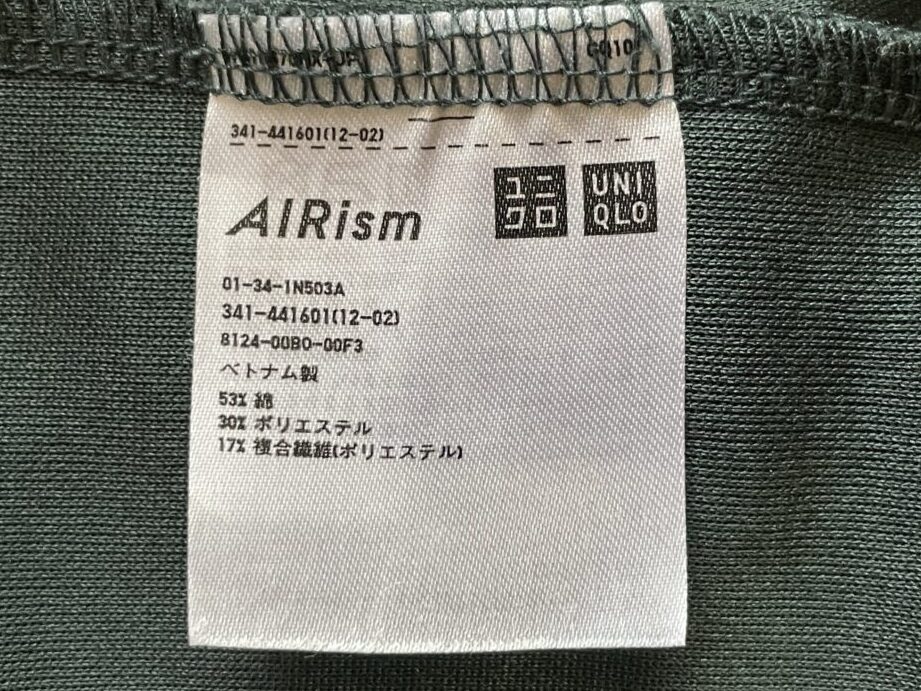 CQ10
341-441601(12-02)
AIRism
ユニ
クロ
UNI
QLO
01-34-1N503A
341-441601(12-02)
8124-00B0-00F3
ベトナム製
53% 綿
30% ポリエステル
17% 複合繊維(ポリエステル)